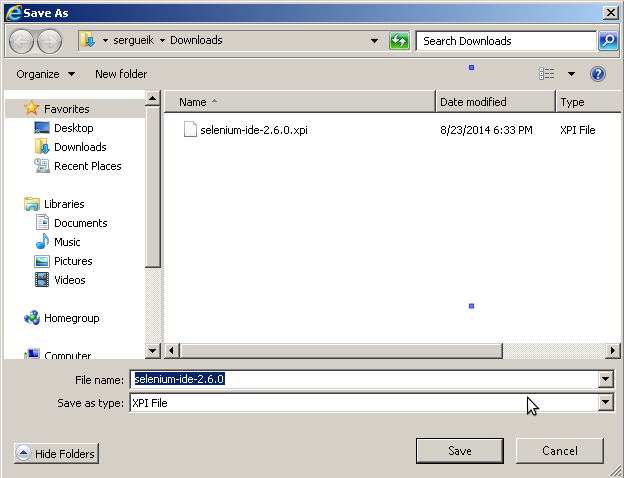 Save As
sergueik Downloads
Search Downloads
Organize New folder
Name Date modified Type
selenium-ide-2.6.0.xpi 8/23/2014 6:33 PM XPI File
Favorites
Desktop
Downloads
Recent Places
Libraries
Documents
Music
Pictures
Videos
Homegroup
Computer
File name: selenium-ide-2.6.0
Save as type: XPI File
Hide Folders
Save
Cancel